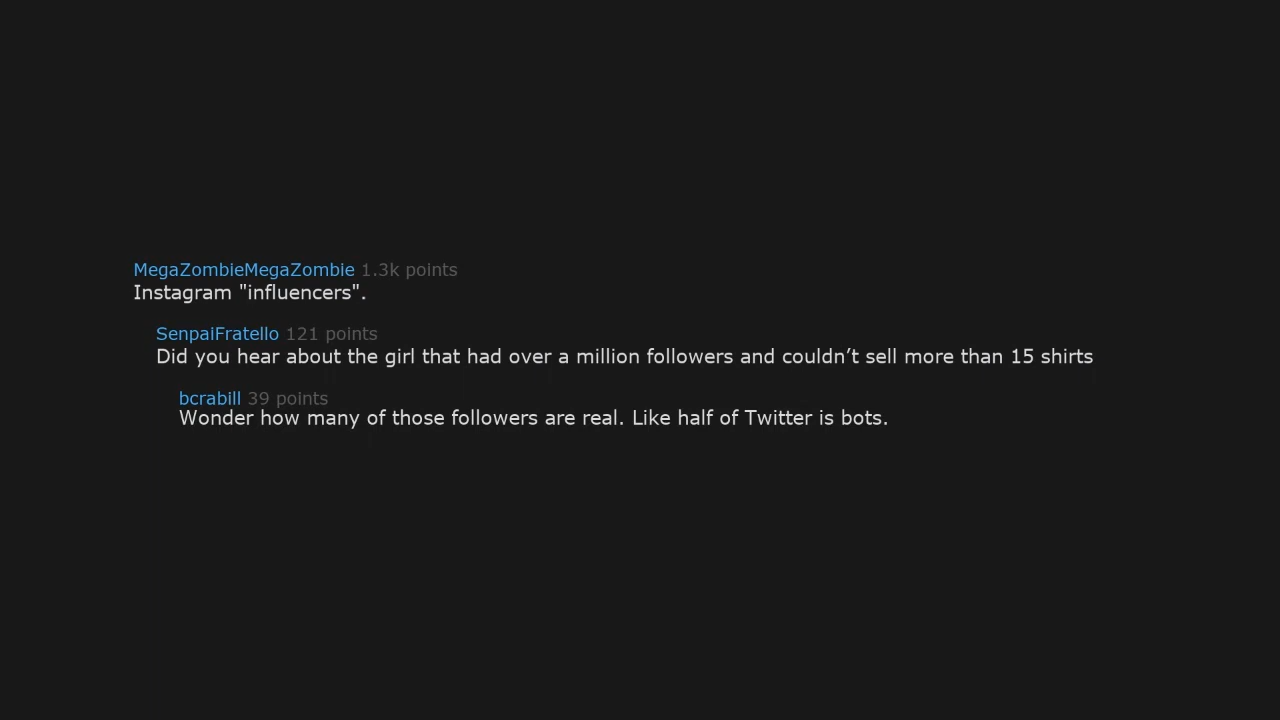 MegaZombieMegaZombie 1.3k points
Instagram "influencers".
SenpaiFratello 121 points
Did you hear about the girl that had over a million followers and couldn’t sell more than 15 shirts
bcrabill 39 points
Wonder how many of those followers are real. Like half of Twitter is bots.